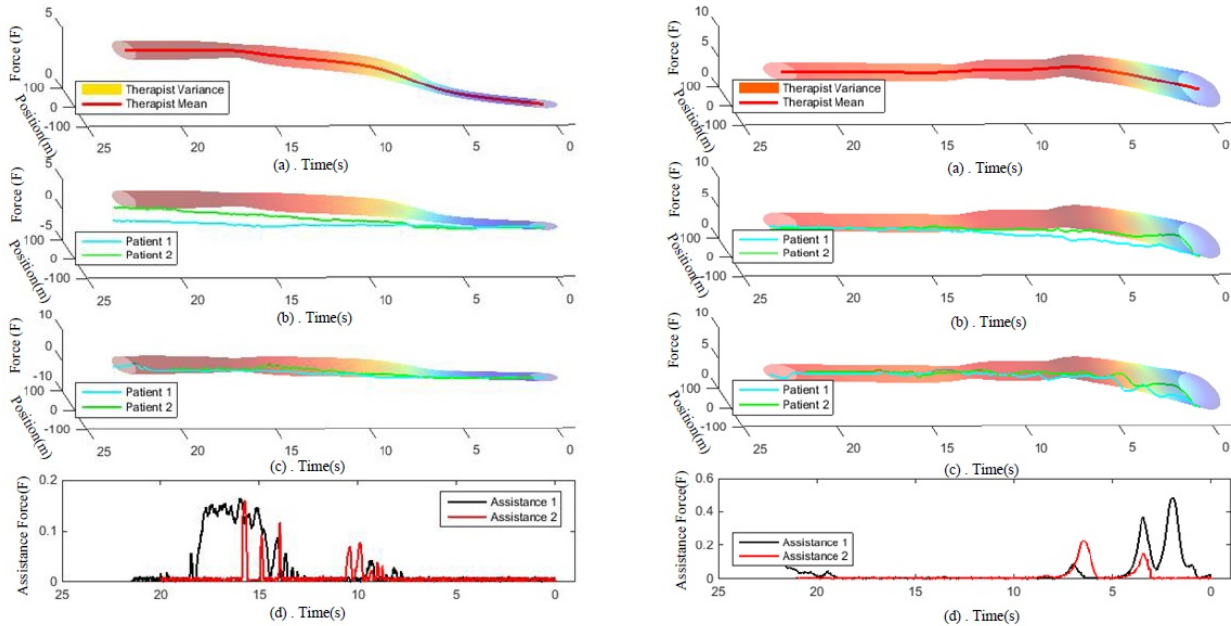 5
0
Force (F)
100
0
-100
Position(m)
Therapist Variance
Therapist Mean
25
20
15
10
5
0
(a) . Time(s)
5
0
-5
Force (F)
100
0
-100
Position(m)
Patient 1
Patient 2
25
20
15
10
5
0
(b) . Time(s)
10
0
-10
Force (F)
100
0
-100
Position(m)
Patient 1
Patient 2
25
20
15
10
5
0
(c) . Time(s)
0.2
0.1
0
Assistance Force(F)
Assistance 1
Assistance 2
25
20
15
10
5
0
(d) . Time(s)
10
5
0
Force (F)
100
0
-100
Position(m)
Therapist Variance
Therapist Mean
25
20
15
10
5
0
(a) . Time(s)
10
5
0
Force (F)
100
0
-100
Position(m)
Patient 1
Patient 2
25
20
15
10
5
0
(b) . Time(s)
10
5
0
Force (F)
100
0
-100
Position(m)
Patient 1
Patient 2
25
20
15
10
5
0
(c) . Time(s)
0.6
0.4
0.2
0
Assistance Force(F)
Assistance 1
Assistance 2
25
20
15
10
5
0
(d) . Time(s)